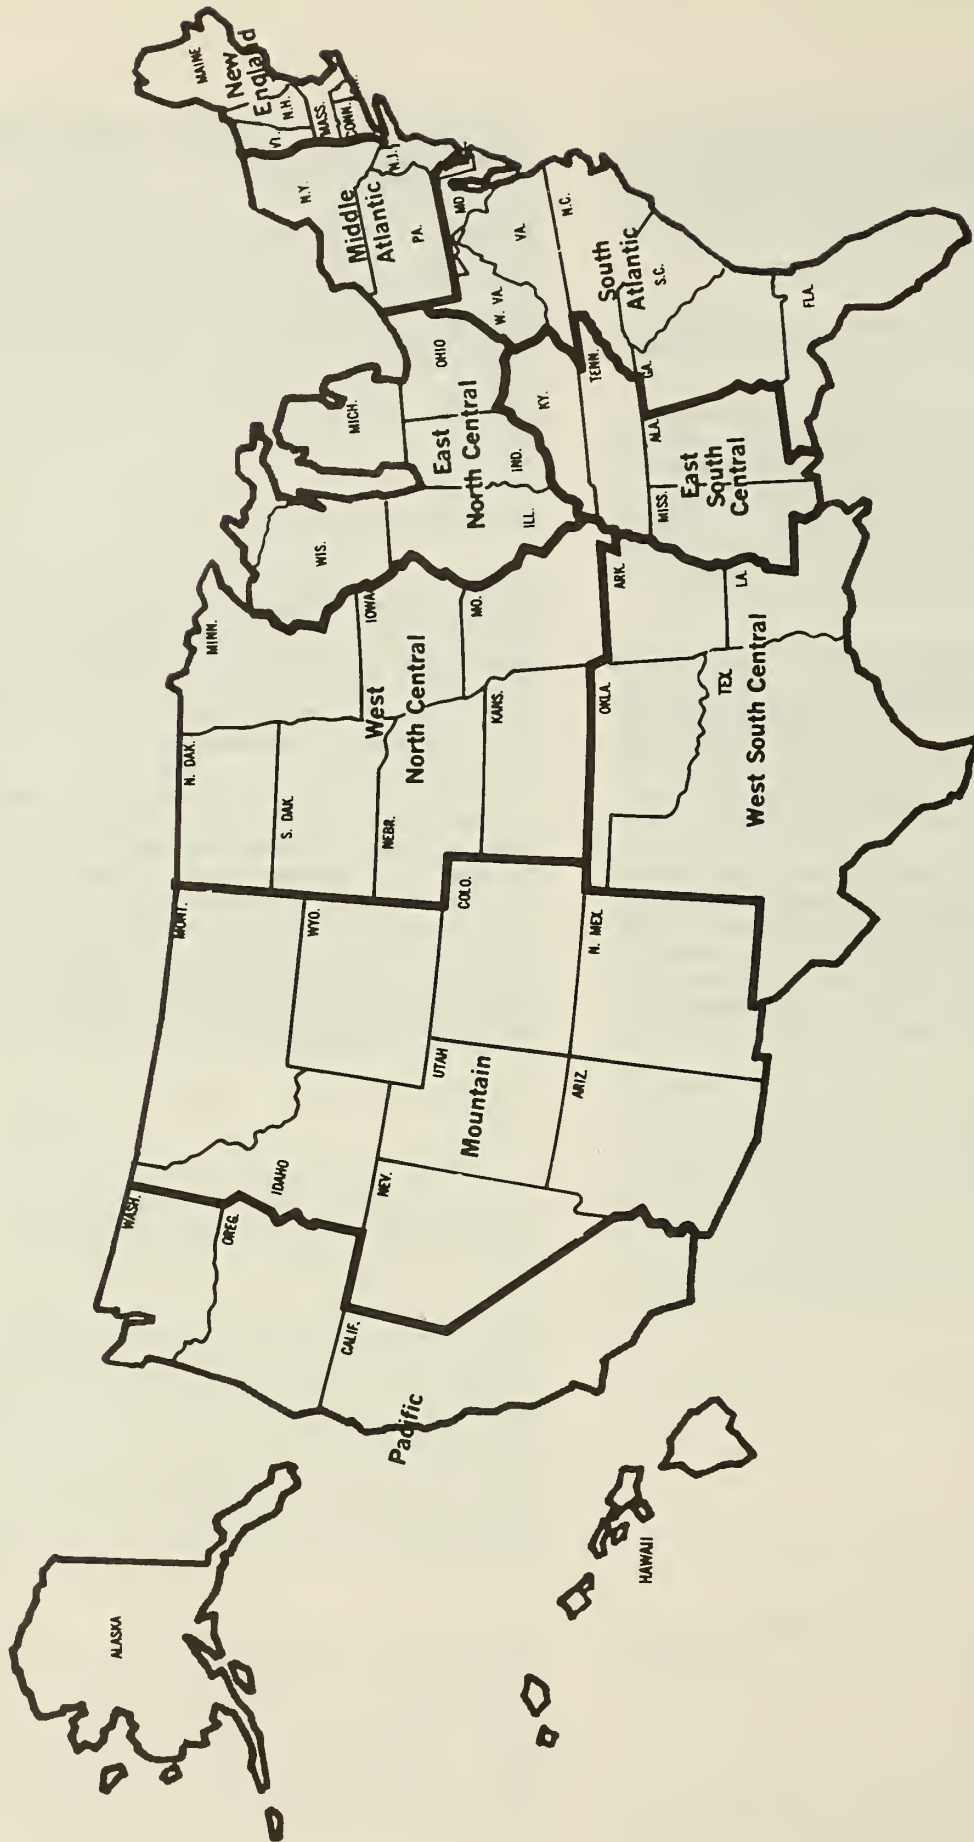 ALASKA
HAWAII
Pacific
WASH.
OREG.
CALIF.
Mountain
MONT.
IDAHO
WYO.
NEV.
UTAH
COLO.
ARIZ.
N. MEX.
West
North Central
N. DAK.
S. DAK.
NEBR.
KANS.
MINN.
IOWA
MO.
West South Central
OKLA.
ARK.
TEX.
LA.
East
North Central
WIS.
MICH.
ILL.
IND.
OHIO
East
South
Central
KY.
TENN.
MISS.
ALA.
South
Atlantic
W. VA.
VA.
MD
N.C.
S.C.
GA.
FLA.
Middle
Atlantic
N.Y.
PA.
N.J.
New
England
MAINE
VT.
N.H.
MASS.
CONN.